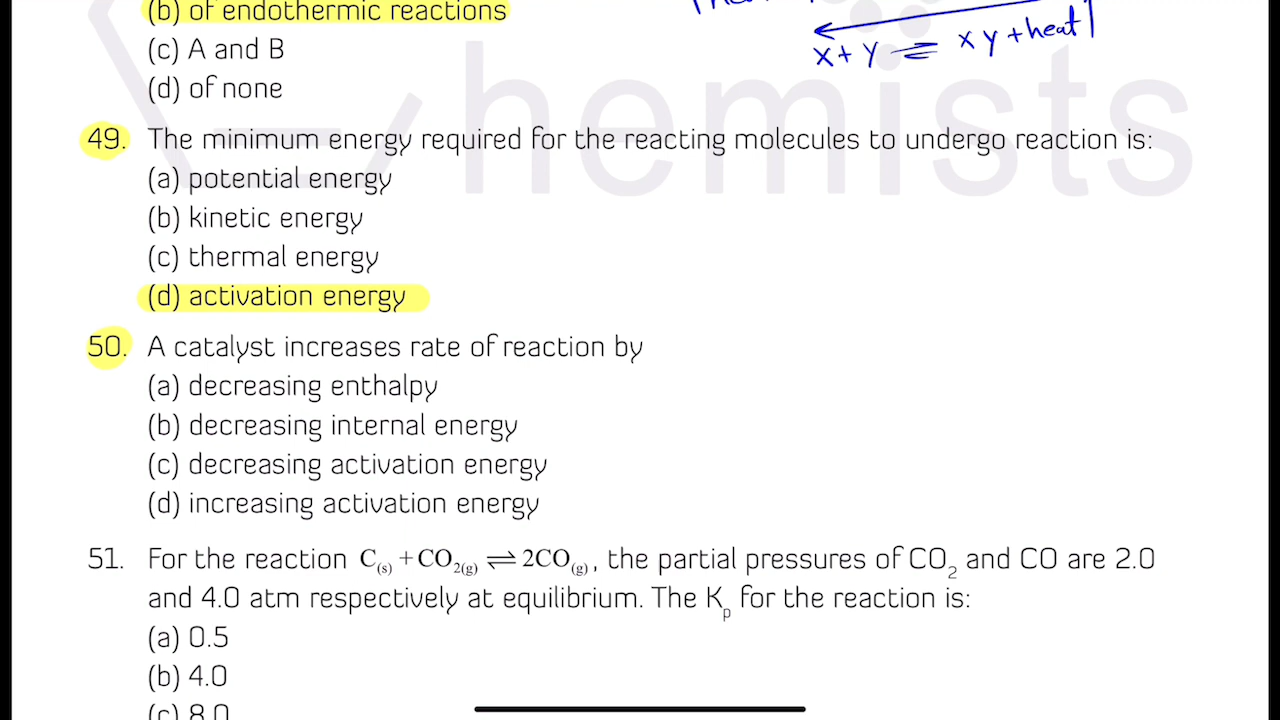 (b) of endothermic reactions
x + y ⇌ xy + heat
(c) A and B
(d) of none
hemists
49. The minimum energy required for the reacting molecules to undergo reaction is:
(a) potential energy
(b) kinetic energy
(c) thermal energy
(d) activation energy
50. A catalyst increases rate of reaction by
(a) decreasing enthalpy
(b) decreasing internal energy
(c) decreasing activation energy
(d) increasing activation energy
51. For the reaction C(s) + CO₂(g) ⇌ 2CO(g), the partial pressures of CO₂ and CO are 2.0
and 4.0 atm respectively at equilibrium. The Kₚ for the reaction is:
(a) 0.5
(b) 4.0
(c) 8.0